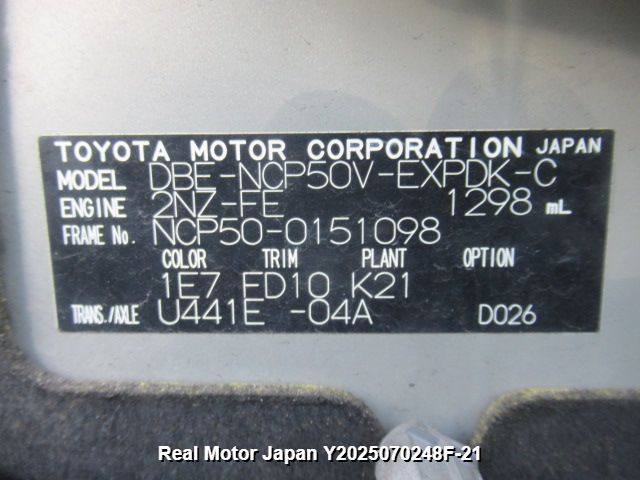 TOYOTA MOTOR CORPORATION JAPAN
MODEL DBE-NCP50V-EXPDK-C
ENGINE 2NZ-FE 1298 mL
FRAME No. NCP50-0151098
COLOR TRIM PLANT OPTION
1E7 FD10 K21
TRANS./AXLE U441E -04A D026
Real Motor Japan Y2025070248F-21